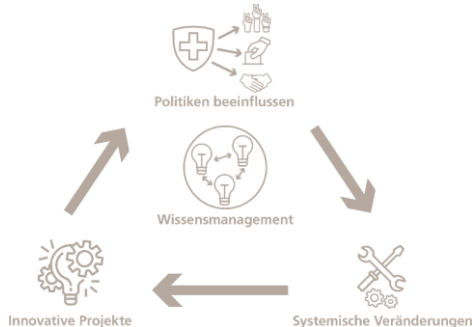 Politiken beeinflussen
Wissensmanagement
Innovative Projekte
Systemische Veränderungen